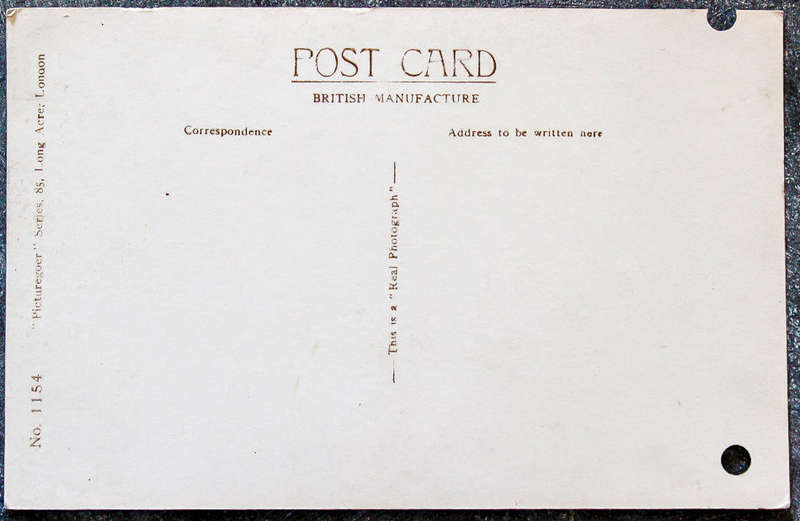 POST CARD
BRITISH MANUFACTURE
Correspondence
Address to be written here
This is a "Real Photograph"
No. 1154
"Picturegoer" Series, 85, Long Acre, London